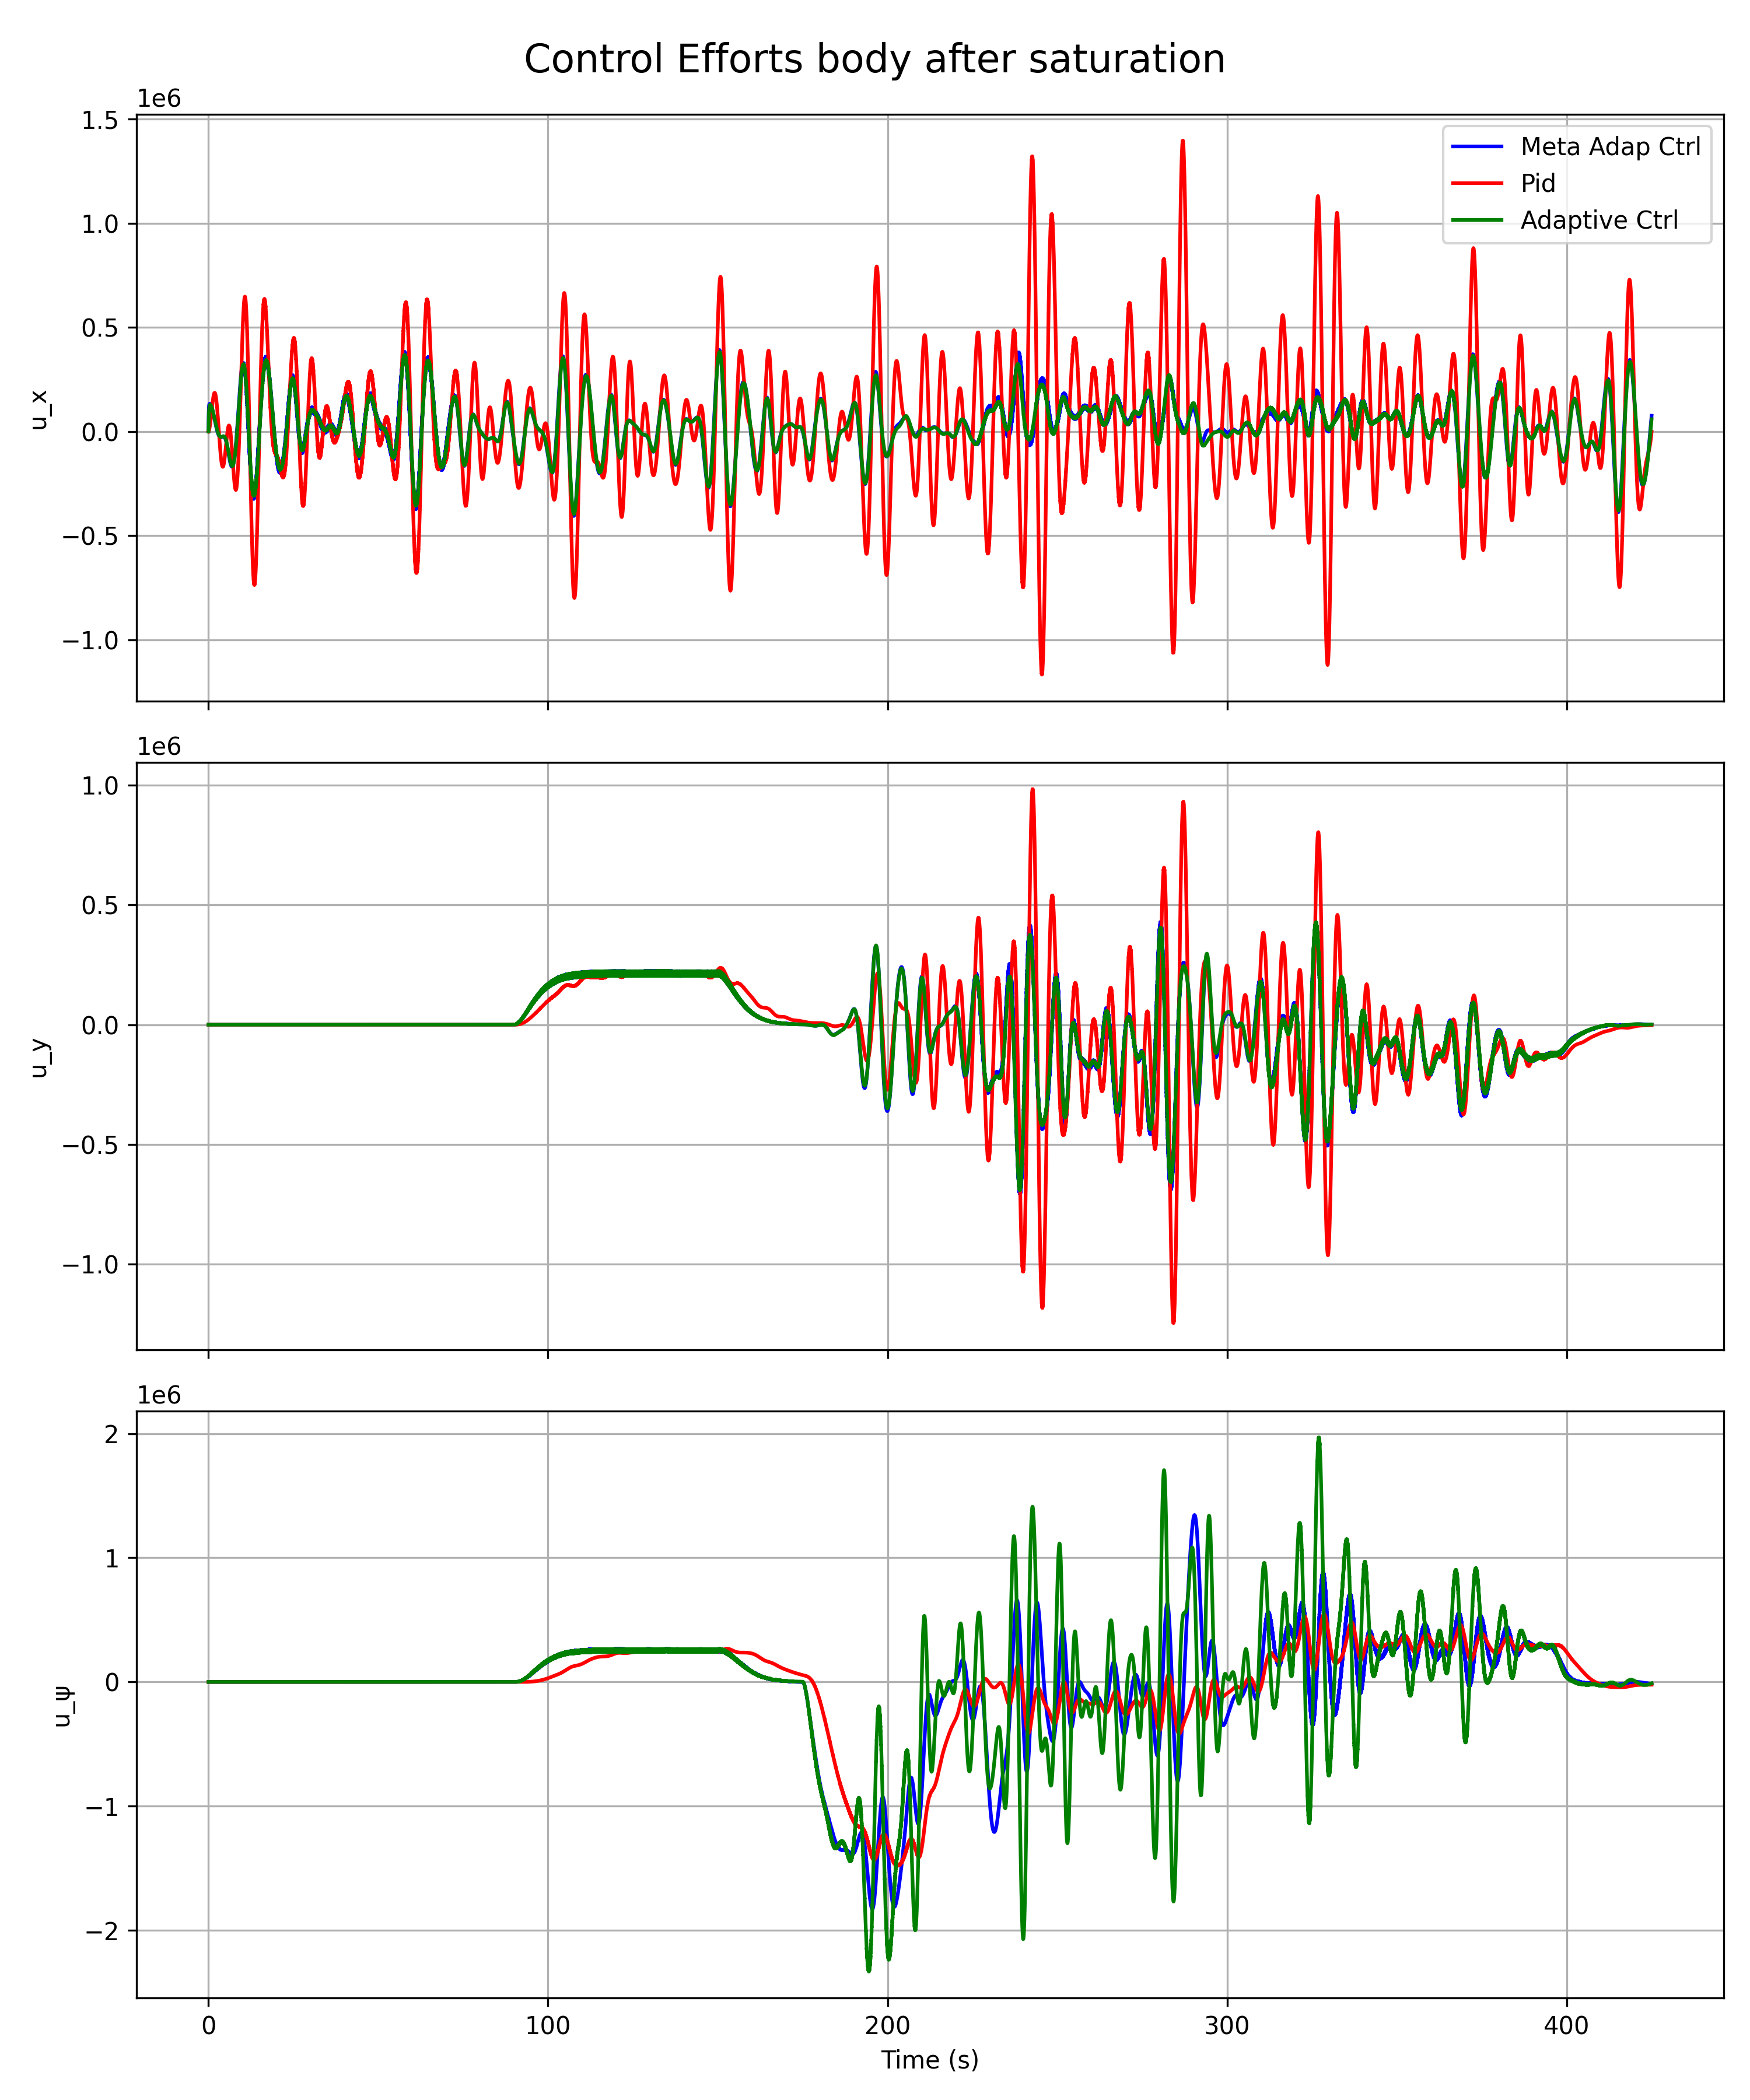 Control Efforts body after saturation
1e6
1.5
1.0
0.5
0.0
−0.5
−1.0
u_x
Meta Adap Ctrl
Pid
Adaptive Ctrl
1e6
1.0
0.5
0.0
−0.5
−1.0
u_y
1e6
2
1
0
−1
−2
u_ψ
0 100 200 300 400
Time (s)